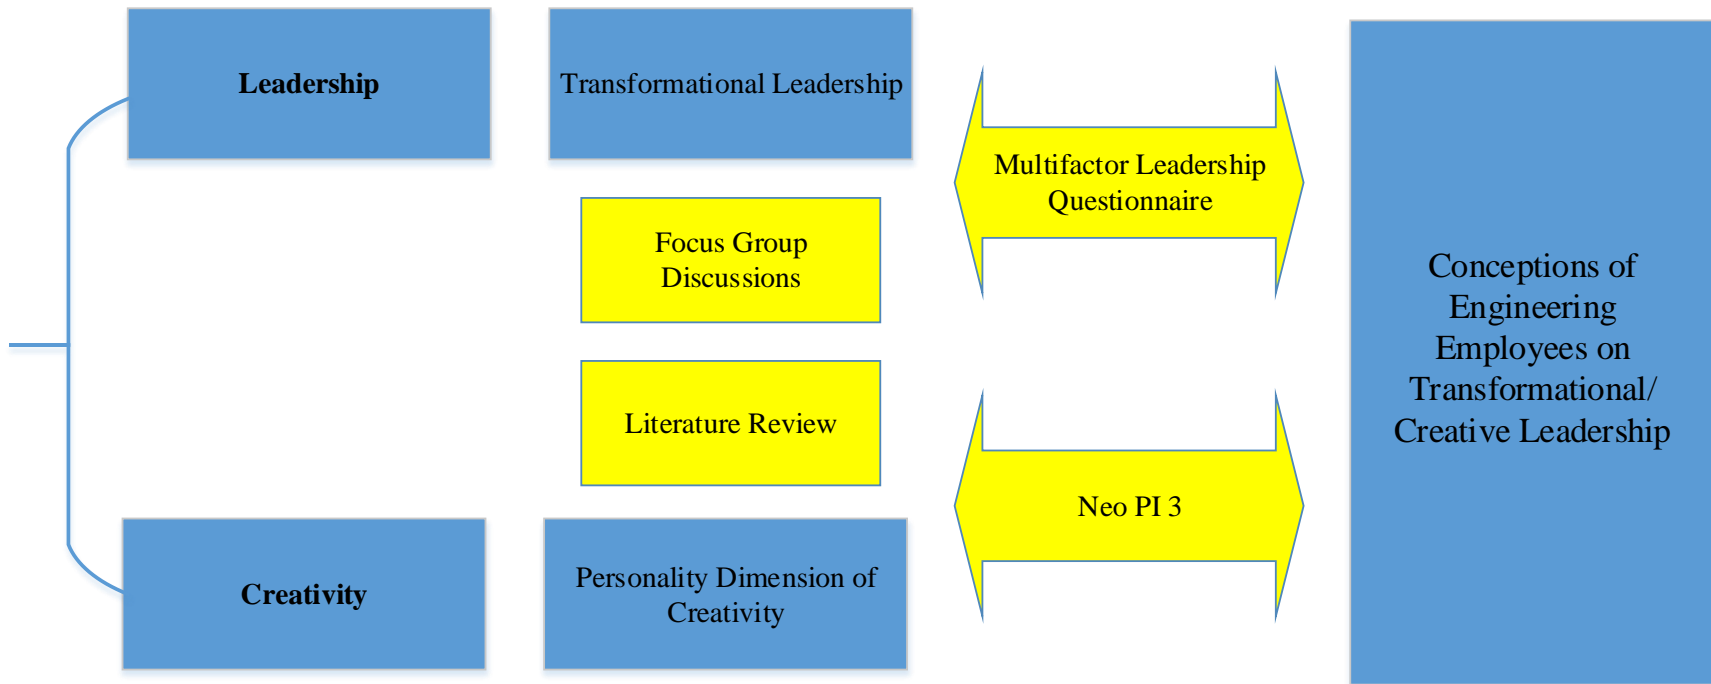 Leadership
Transformational Leadership
Multifactor Leadership
Questionnaire
Focus Group
Discussions
Literature Review
Conceptions of
Engineering
Employees on
Transformational/
Creative Leadership
Neo PI 3
Creativity
Personality Dimension of
Creativity